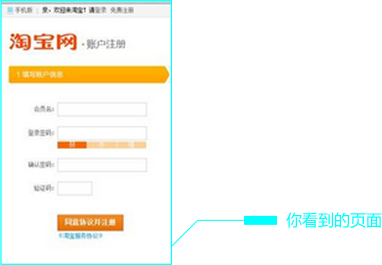 手机版 | 亲,欢迎来淘宝!请登录 免费注册
淘宝网 · 账户注册
1 填写账户信息
会员名:
登录密码:
弱 中 强
确认密码:
验证码:
同意协议并注册
《淘宝服务协议》
你看到的页面